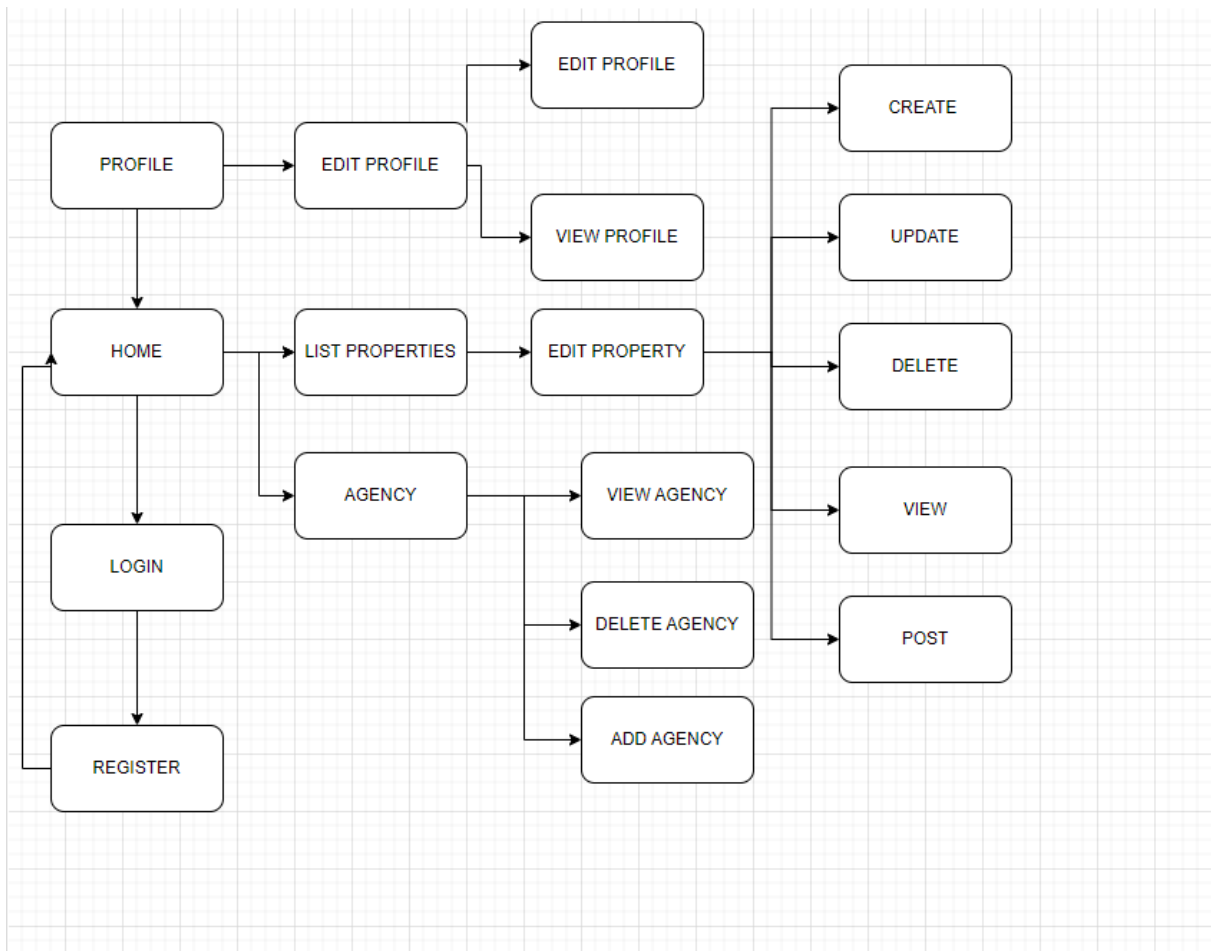 EDIT PROFILE
CREATE
PROFILE
EDIT PROFILE
VIEW PROFILE
UPDATE
HOME
LIST PROPERTIES
EDIT PROPERTY
DELETE
AGENCY
VIEW AGENCY
VIEW
LOGIN
DELETE AGENCY
POST
ADD AGENCY
REGISTER